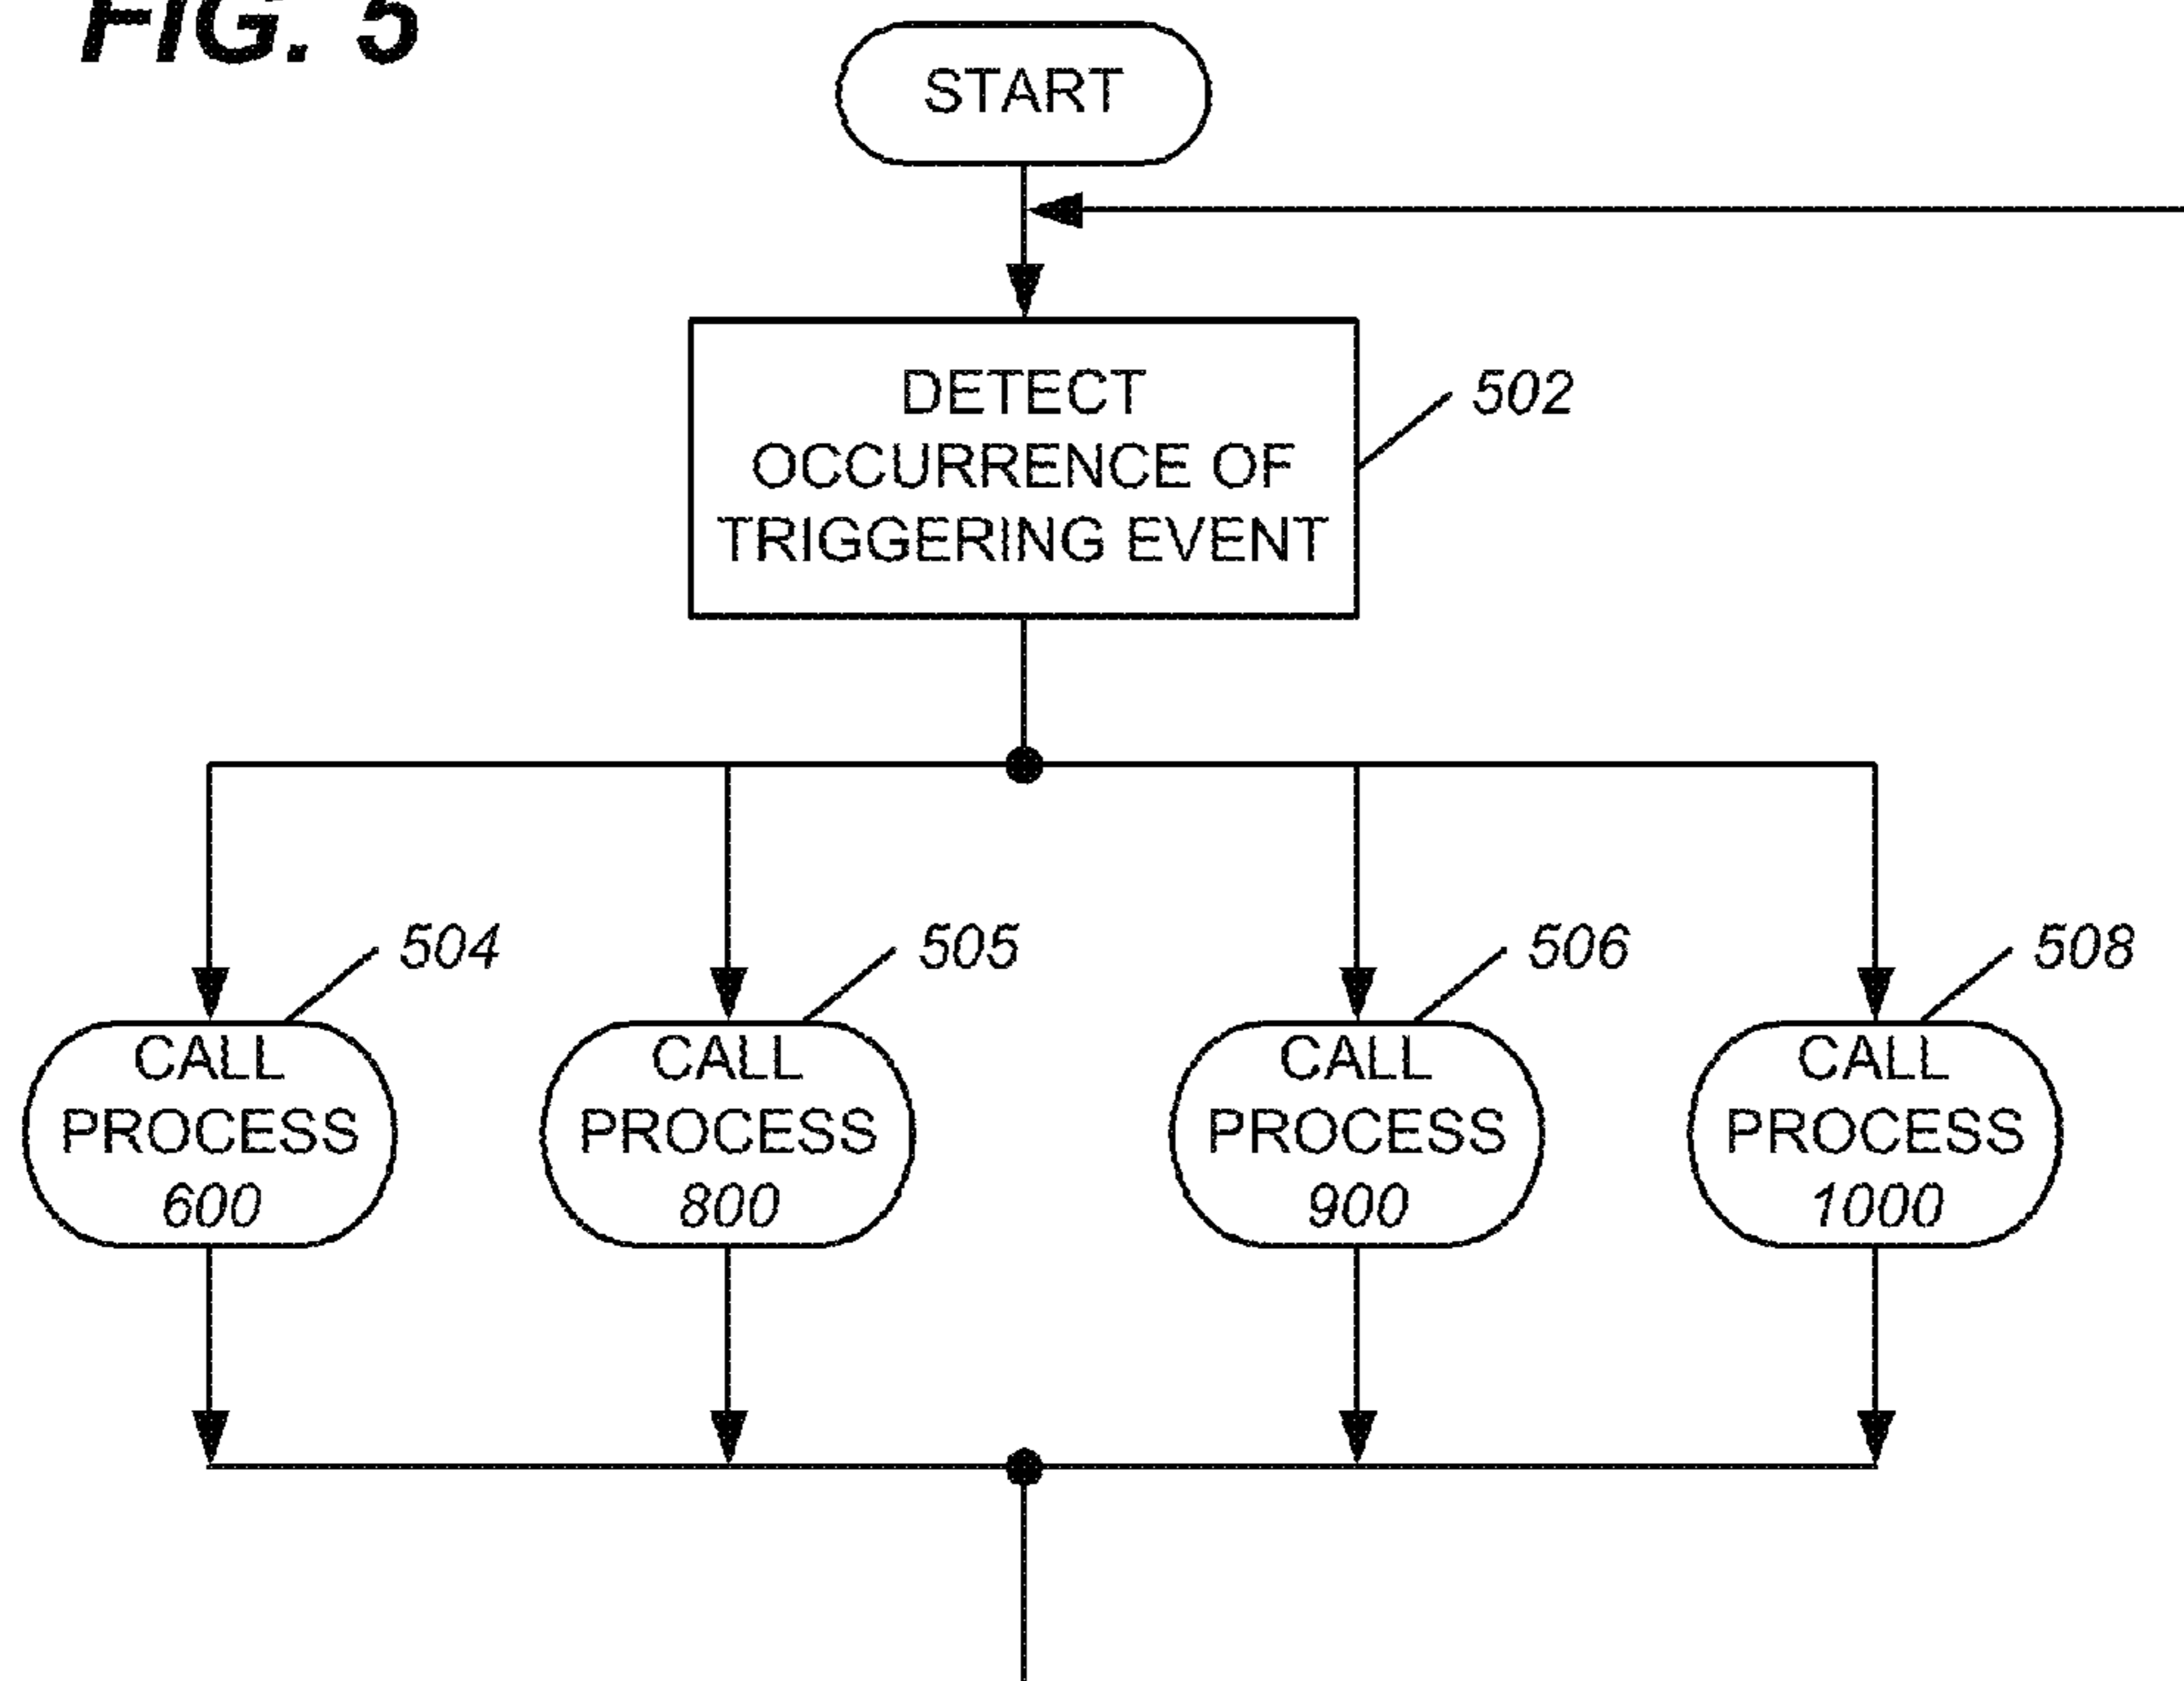 FIG. 5
START
DETECT
OCCURRENCE OF
TRIGGERING EVENT
502
504
505
506
508
CALL
PROCESS
600
CALL
PROCESS
800
CALL
PROCESS
900
CALL
PROCESS
1000